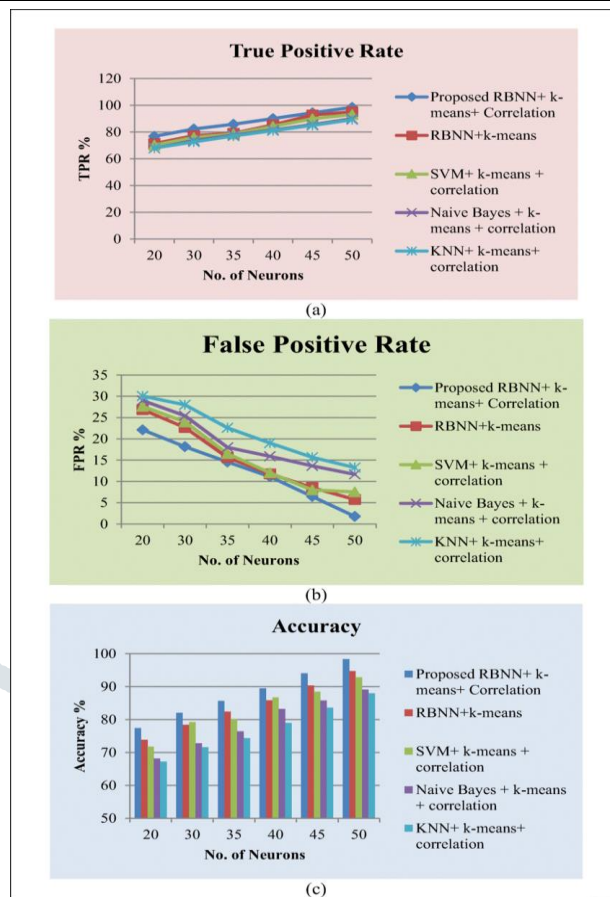 True Positive Rate
120
100
80
60
40
20
0
TPR %
20 30 35 40 45 50
No. of Neurons
Proposed RBNN+ k-
means+ Correlation
RBNN+k-means
SVM+ k-means +
correlation
Naive Bayes + k-
means + correlation
KNN+ k-means+
correlation
(a)
False Positive Rate
35
30
25
20
15
10
5
0
FPR %
20 30 35 40 45 50
No. of Neurons
Proposed RBNN+ k-
means+ Correlation
RBNN+k-means
SVM+ k-means +
correlation
Naive Bayes + k-
means + correlation
KNN+ k-means+
correlation
(b)
Accuracy
100
90
80
70
60
50
Accuracy %
20 30 35 40 45 50
No. of Neurons
Proposed RBNN+ k-
means+ Correlation
RBNN+k-means
SVM+ k-means +
correlation
Naive Bayes + k-means
+ correlation
KNN+ k-means+
correlation
(c)